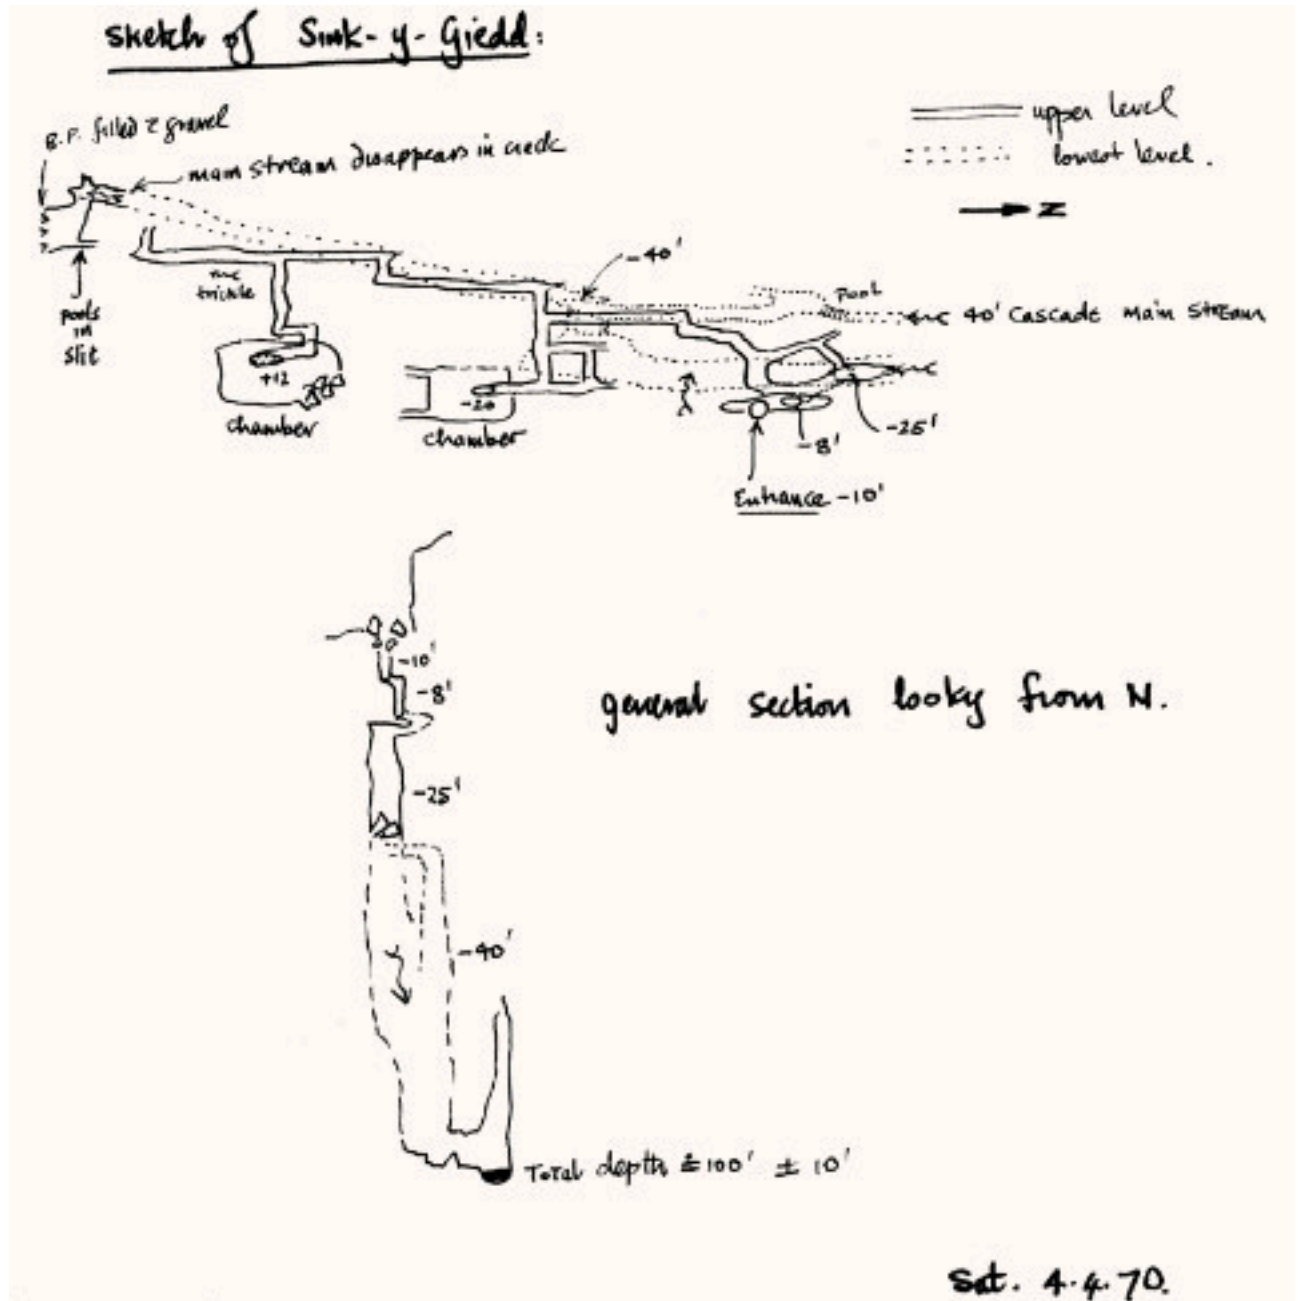 Sketch of Sink-y-Giedd:
B.P. filled c̄ gravel
main stream disappears in crack
upper level
lowest level.
N
-40'
trickle
pools
in
slit
Pool
40' Cascade Main Stream
+12
-20
chamber
chamber
-8'
-25'
Entrance -10'
-10'
-8'
-25'
-40'
general section looky from N.
Total depth ≑100' ± 10'
Sat. 4.4.70.